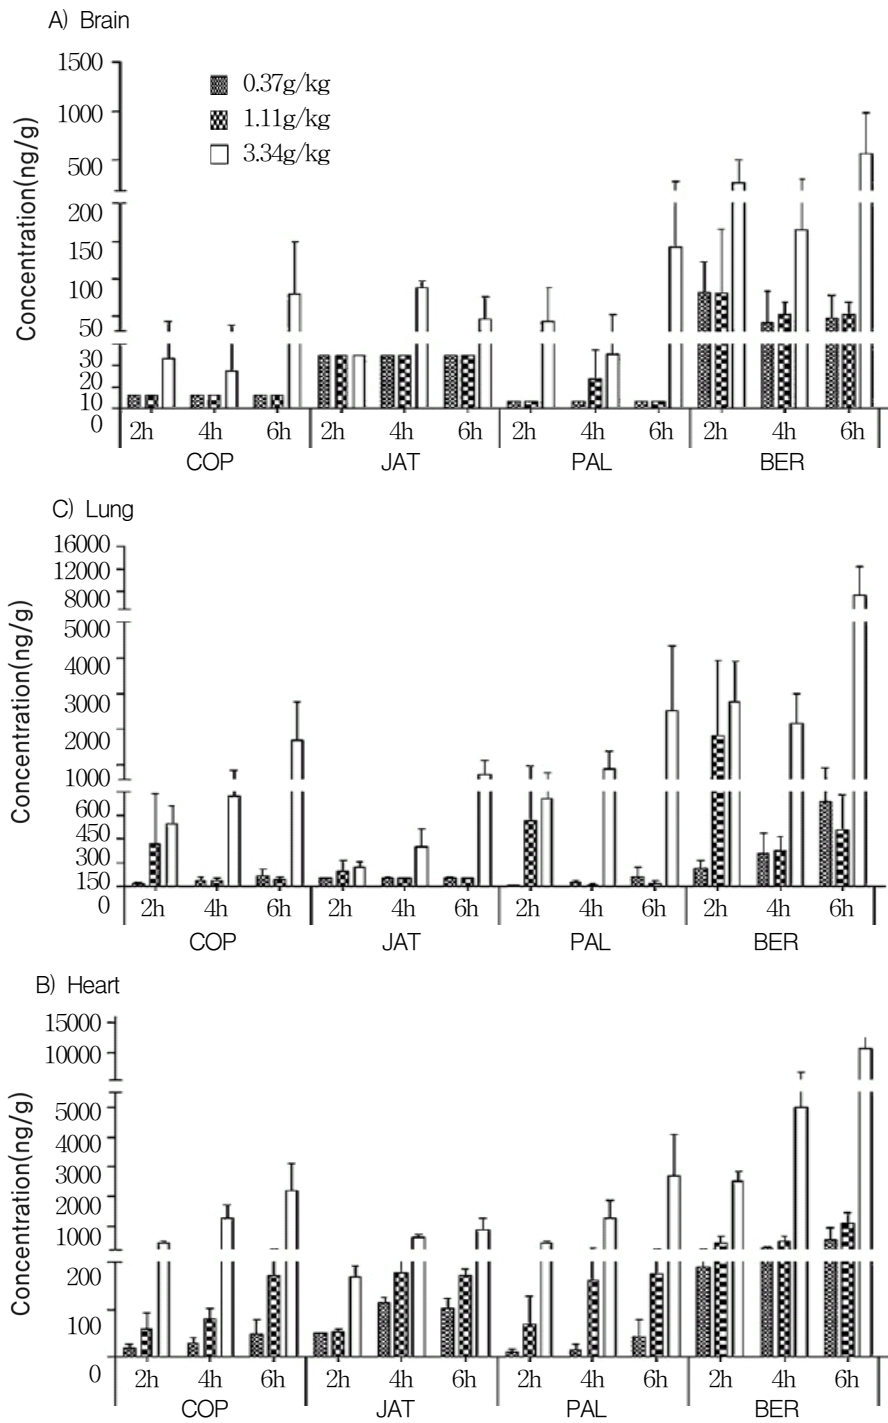 A) Brain
Concentration(ng/g)
1500
1000
500
200
150
100
50
30
20
10
0
0.37g/kg
1.11g/kg
3.34g/kg
2h 4h 6h 2h 4h 6h 2h 4h 6h 2h 4h 6h
COP JAT PAL BER
C) Lung
Concentration(ng/g)
16000
12000
8000
5000
4000
3000
2000
1000
600
450
300
150
0
2h 4h 6h 2h 4h 6h 2h 4h 6h 2h 4h 6h
COP JAT PAL BER
B) Heart
Concentration(ng/g)
15000
10000
5000
4000
3000
2000
1000
200
100
0
2h 4h 6h 2h 4h 6h 2h 4h 6h 2h 4h 6h
COP JAT PAL BER